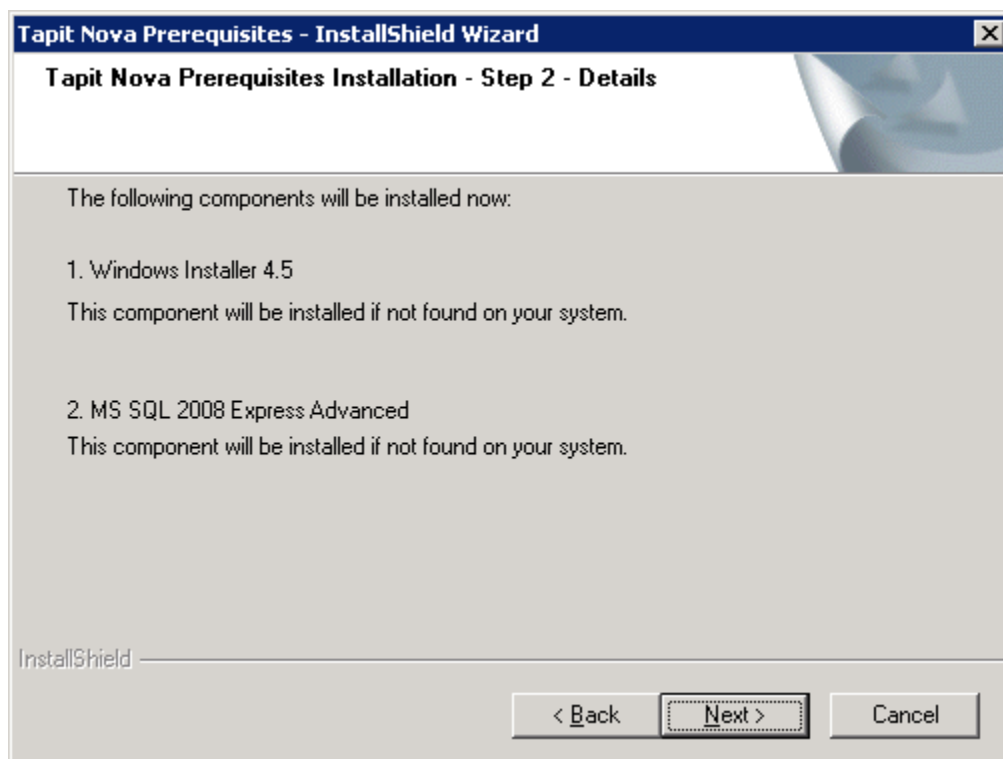 Tapit Nova Prerequisites - InstallShield Wizard
Tapit Nova Prerequisites Installation - Step 2 - Details
The following components will be installed now:
1. Windows Installer 4.5
This component will be installed if not found on your system.
2. MS SQL 2008 Express Advanced
This component will be installed if not found on your system.
InstallShield
< Back Next > Cancel